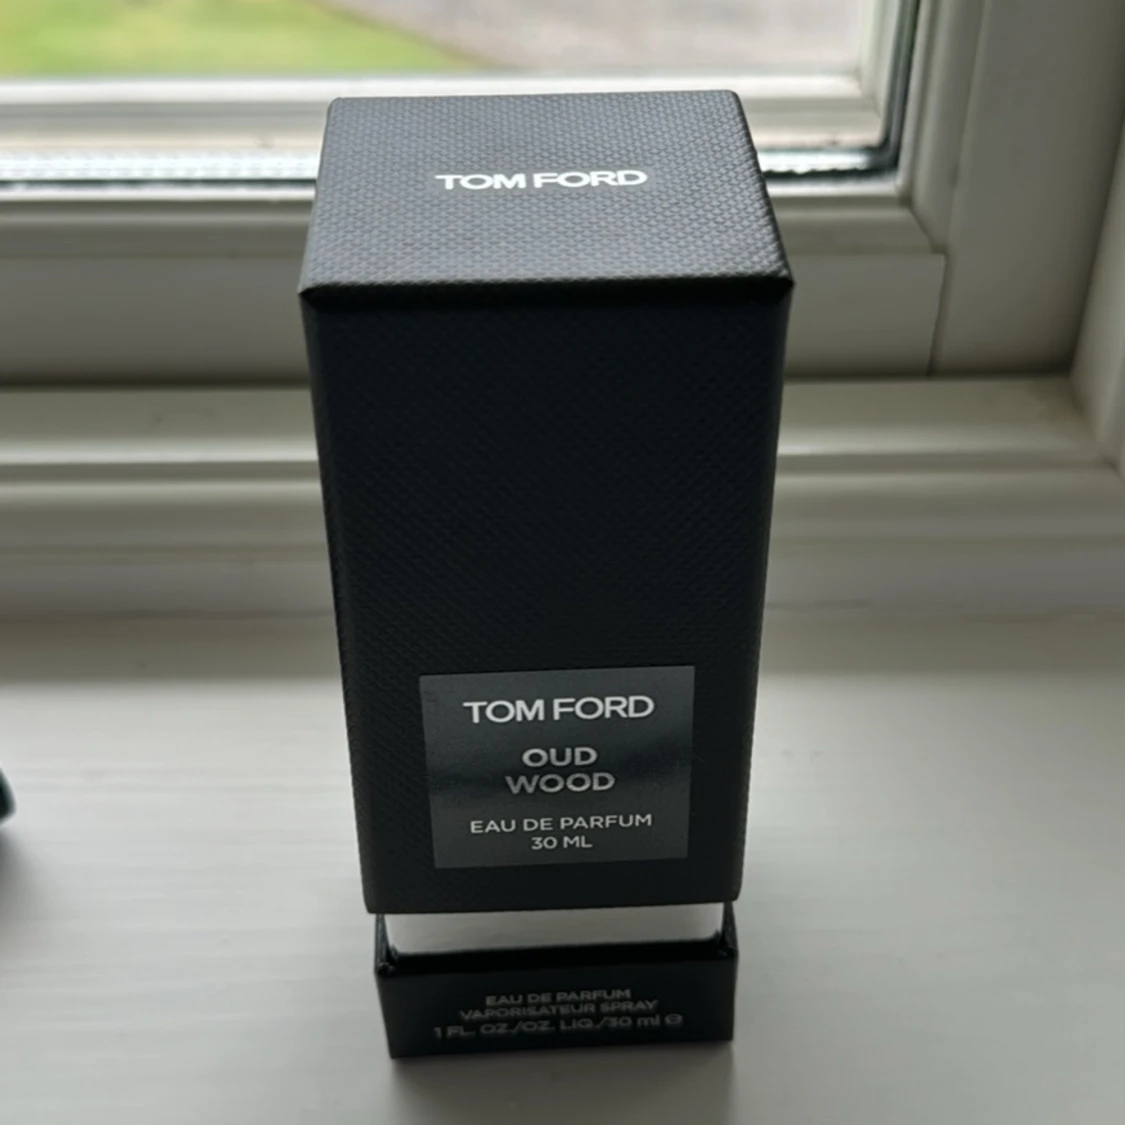 TOM FORD
TOM FORD
OUD
WOOD
EAU DE PARFUM
30 ML
EAU DE PARFUM
VAPORISATEUR SPRAY
1 FL. OZ./OZ. LIQ./30 ml ℮